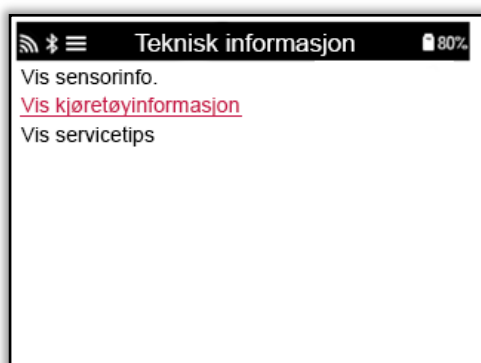 Teknisk informasjon 80%
Vis sensorinfo.
Vis kjøretøyinformasjon
Vis servicetips